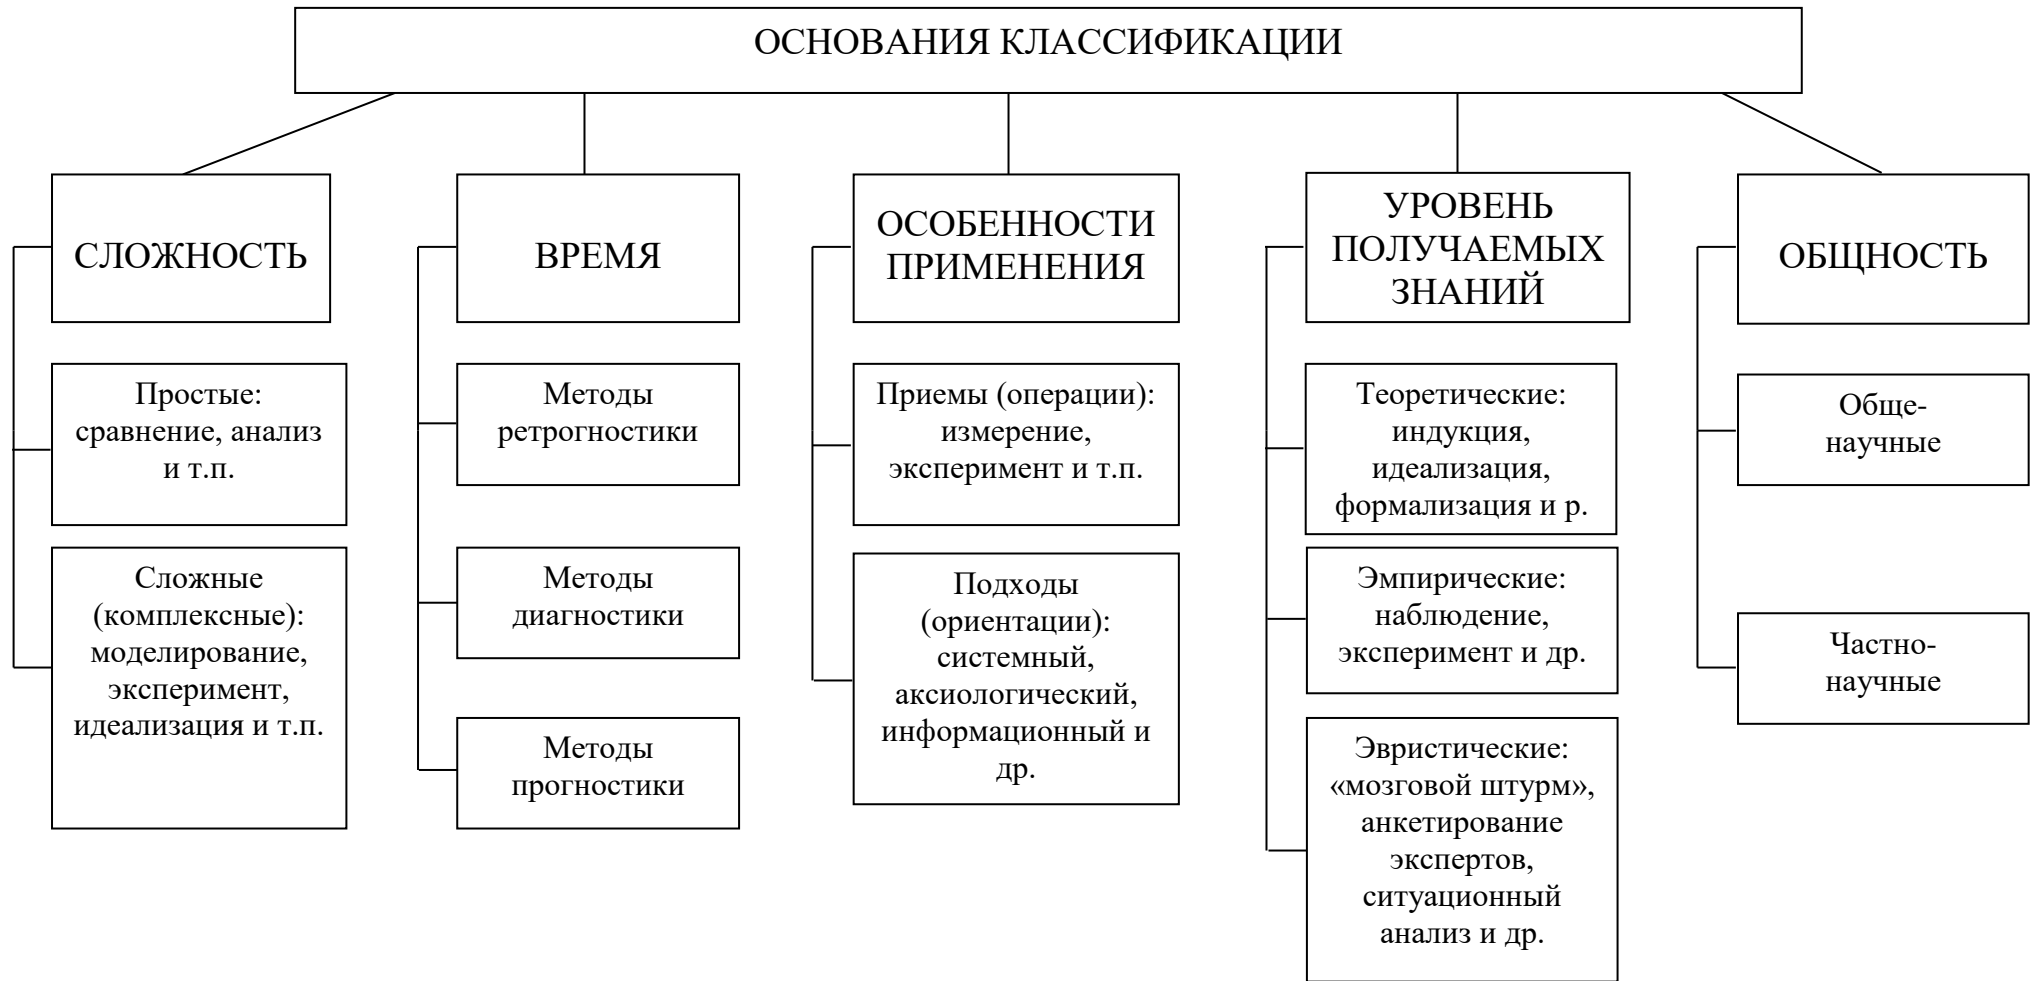 ОСНОВАНИЯ КЛАССИФИКАЦИИ
СЛОЖНОСТЬ
Простые:
сравнение, анализ
и т.п.
Сложные
(комплексные):
моделирование,
эксперимент,
идеализация и т.п.
ВРЕМЯ
Методы
ретрогностики
Методы
диагностики
Методы
прогностики
ОСОБЕННОСТИ
ПРИМЕНЕНИЯ
Приемы (операции):
измерение,
эксперимент и т.п.
Подходы
(ориентации):
системный,
аксиологический,
информационный и
др.
УРОВЕНЬ
ПОЛУЧАЕМЫХ
ЗНАНИЙ
Теоретические:
индукция,
идеализация,
формализация и р.
Эмпирические:
наблюдение,
эксперимент и др.
Эвристические:
«мозговой штурм»,
анкетирование
экспертов,
ситуационный
анализ и др.
ОБЩНОСТЬ
Обще-
научные
Частно-
научные